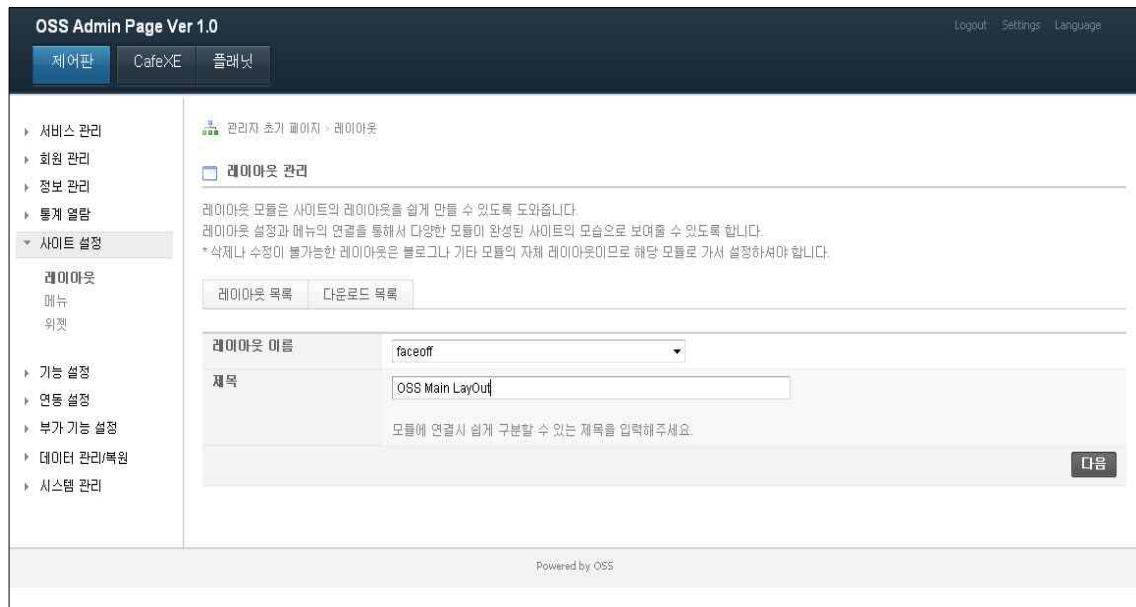 OSS Admin Page Ver 1.0
Logout Settings Language
제어판 CafeXE 플래닛
서비스 관리
회원 관리
정보 관리
통계 열람
사이트 설정
레이아웃
메뉴
위젯
기능 설정
연동 설정
부가 기능 설정
데이터 관리/복원
시스템 관리
관리자 초기 페이지 > 레이아웃
레이아웃 관리
레이아웃 모듈은 사이트의 레이아웃을 쉽게 만들 수 있도록 도와줍니다.
레이아웃 설정과 메뉴의 연결을 통해서 다양한 모듈이 완성된 사이트의 모습으로 보여줄 수 있도록 합니다.
* 삭제나 수정이 불가능한 레이아웃은 블로그나 기타 모듈의 자체 레이아웃이므로 해당 모듈로 가서 설정하셔야 합니다.
레이아웃 목록 다운로드 목록
레이아웃 이름 faceoff
제목 OSS Main LayOut
모듈에 연결시 쉽게 구분할 수 있는 제목을 입력해주세요.
다음
Powered by OSS